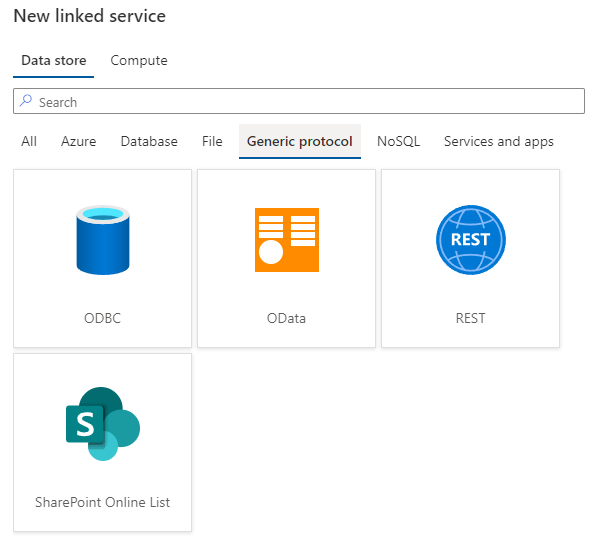 New linked service
Data store Compute
Search
All Azure Database File Generic protocol NoSQL Services and apps
REST
ODBC OData REST
S
SharePoint Online List